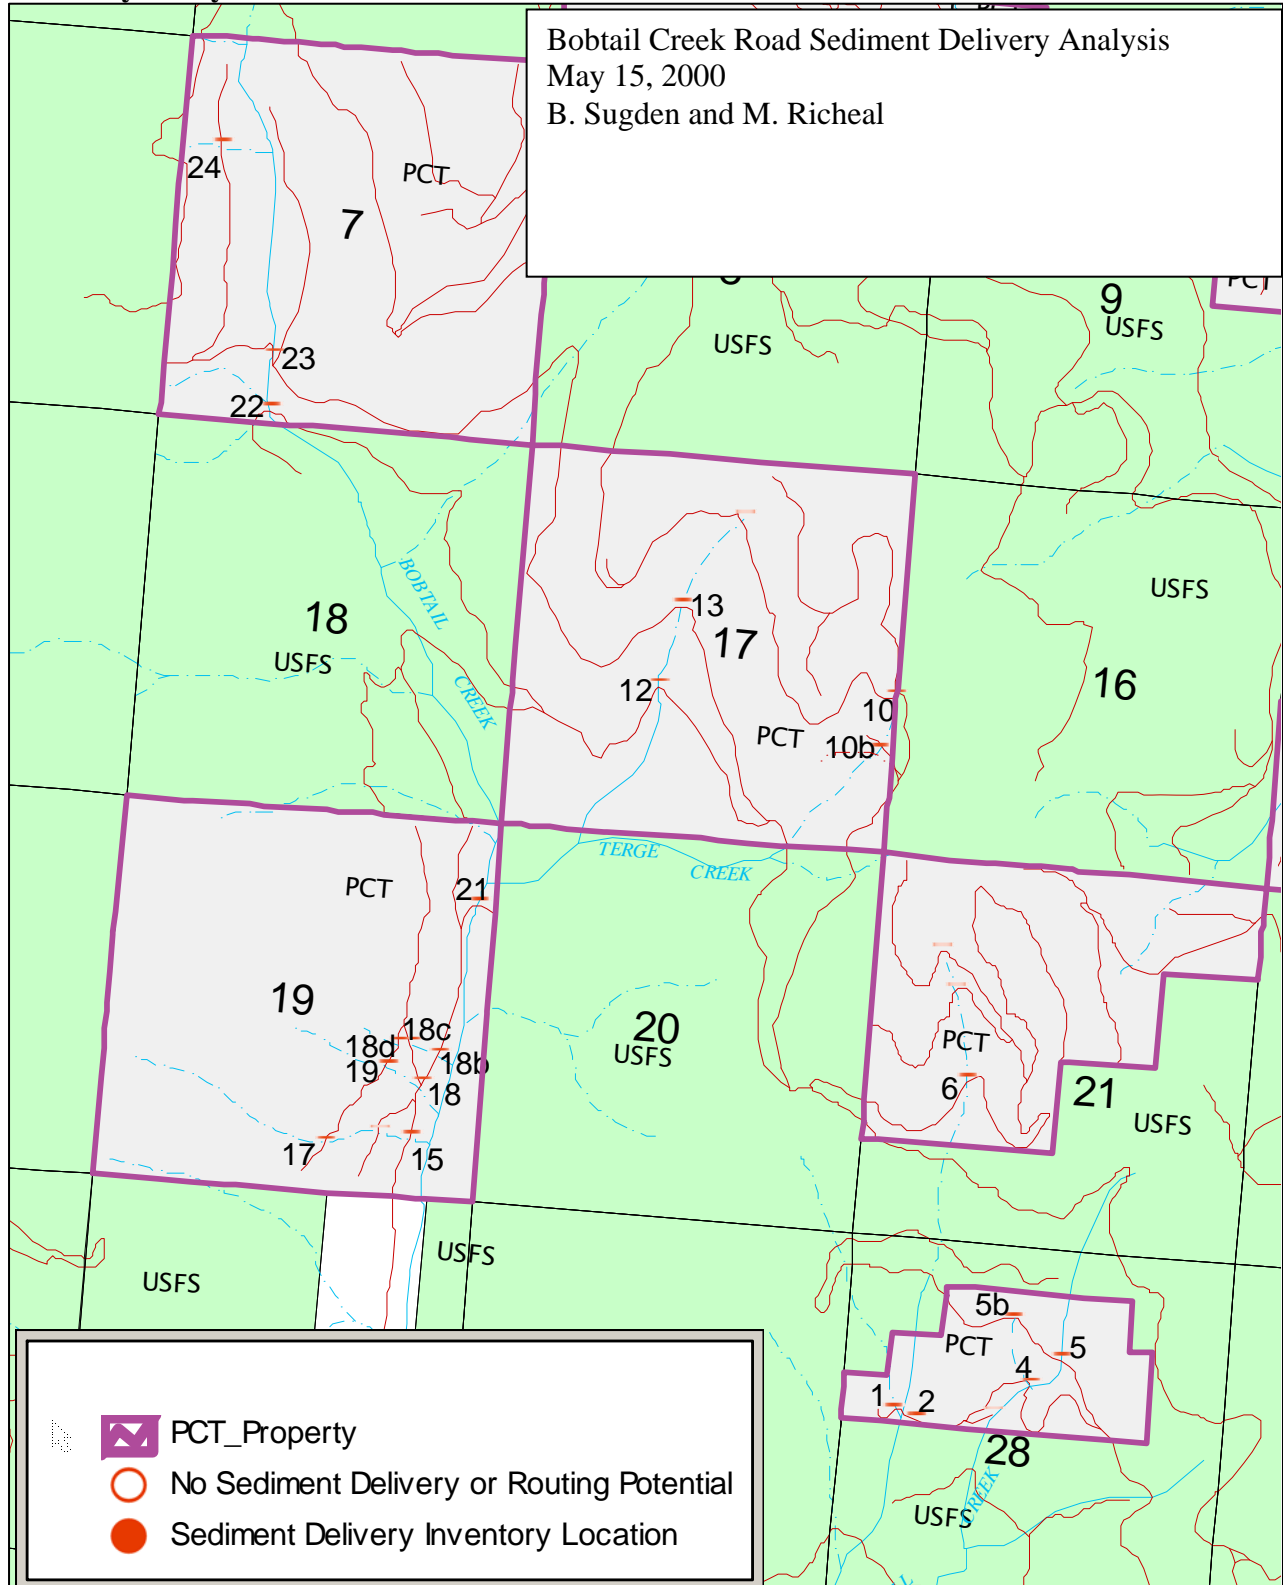 Bobtail Creek Road Sediment Delivery Analysis
May 15, 2000
B. Sugden and M. Richeal
24
PCT
7
PCT
9
USFS
USFS
23
22
BOBTAIL
CREEK
18
USFS
13
17
12
PCT
10
10b
USFS
16
TERGE
CREEK
PCT
21
19
20
USFS
18c
18d
19
18b
18
17
15
PCT
6
21
USFS
USFS
USFS
5b
PCT
5
4
1
2
28
USFS
CREEK
PCT_Property
No Sediment Delivery or Routing Potential
Sediment Delivery Inventory Location